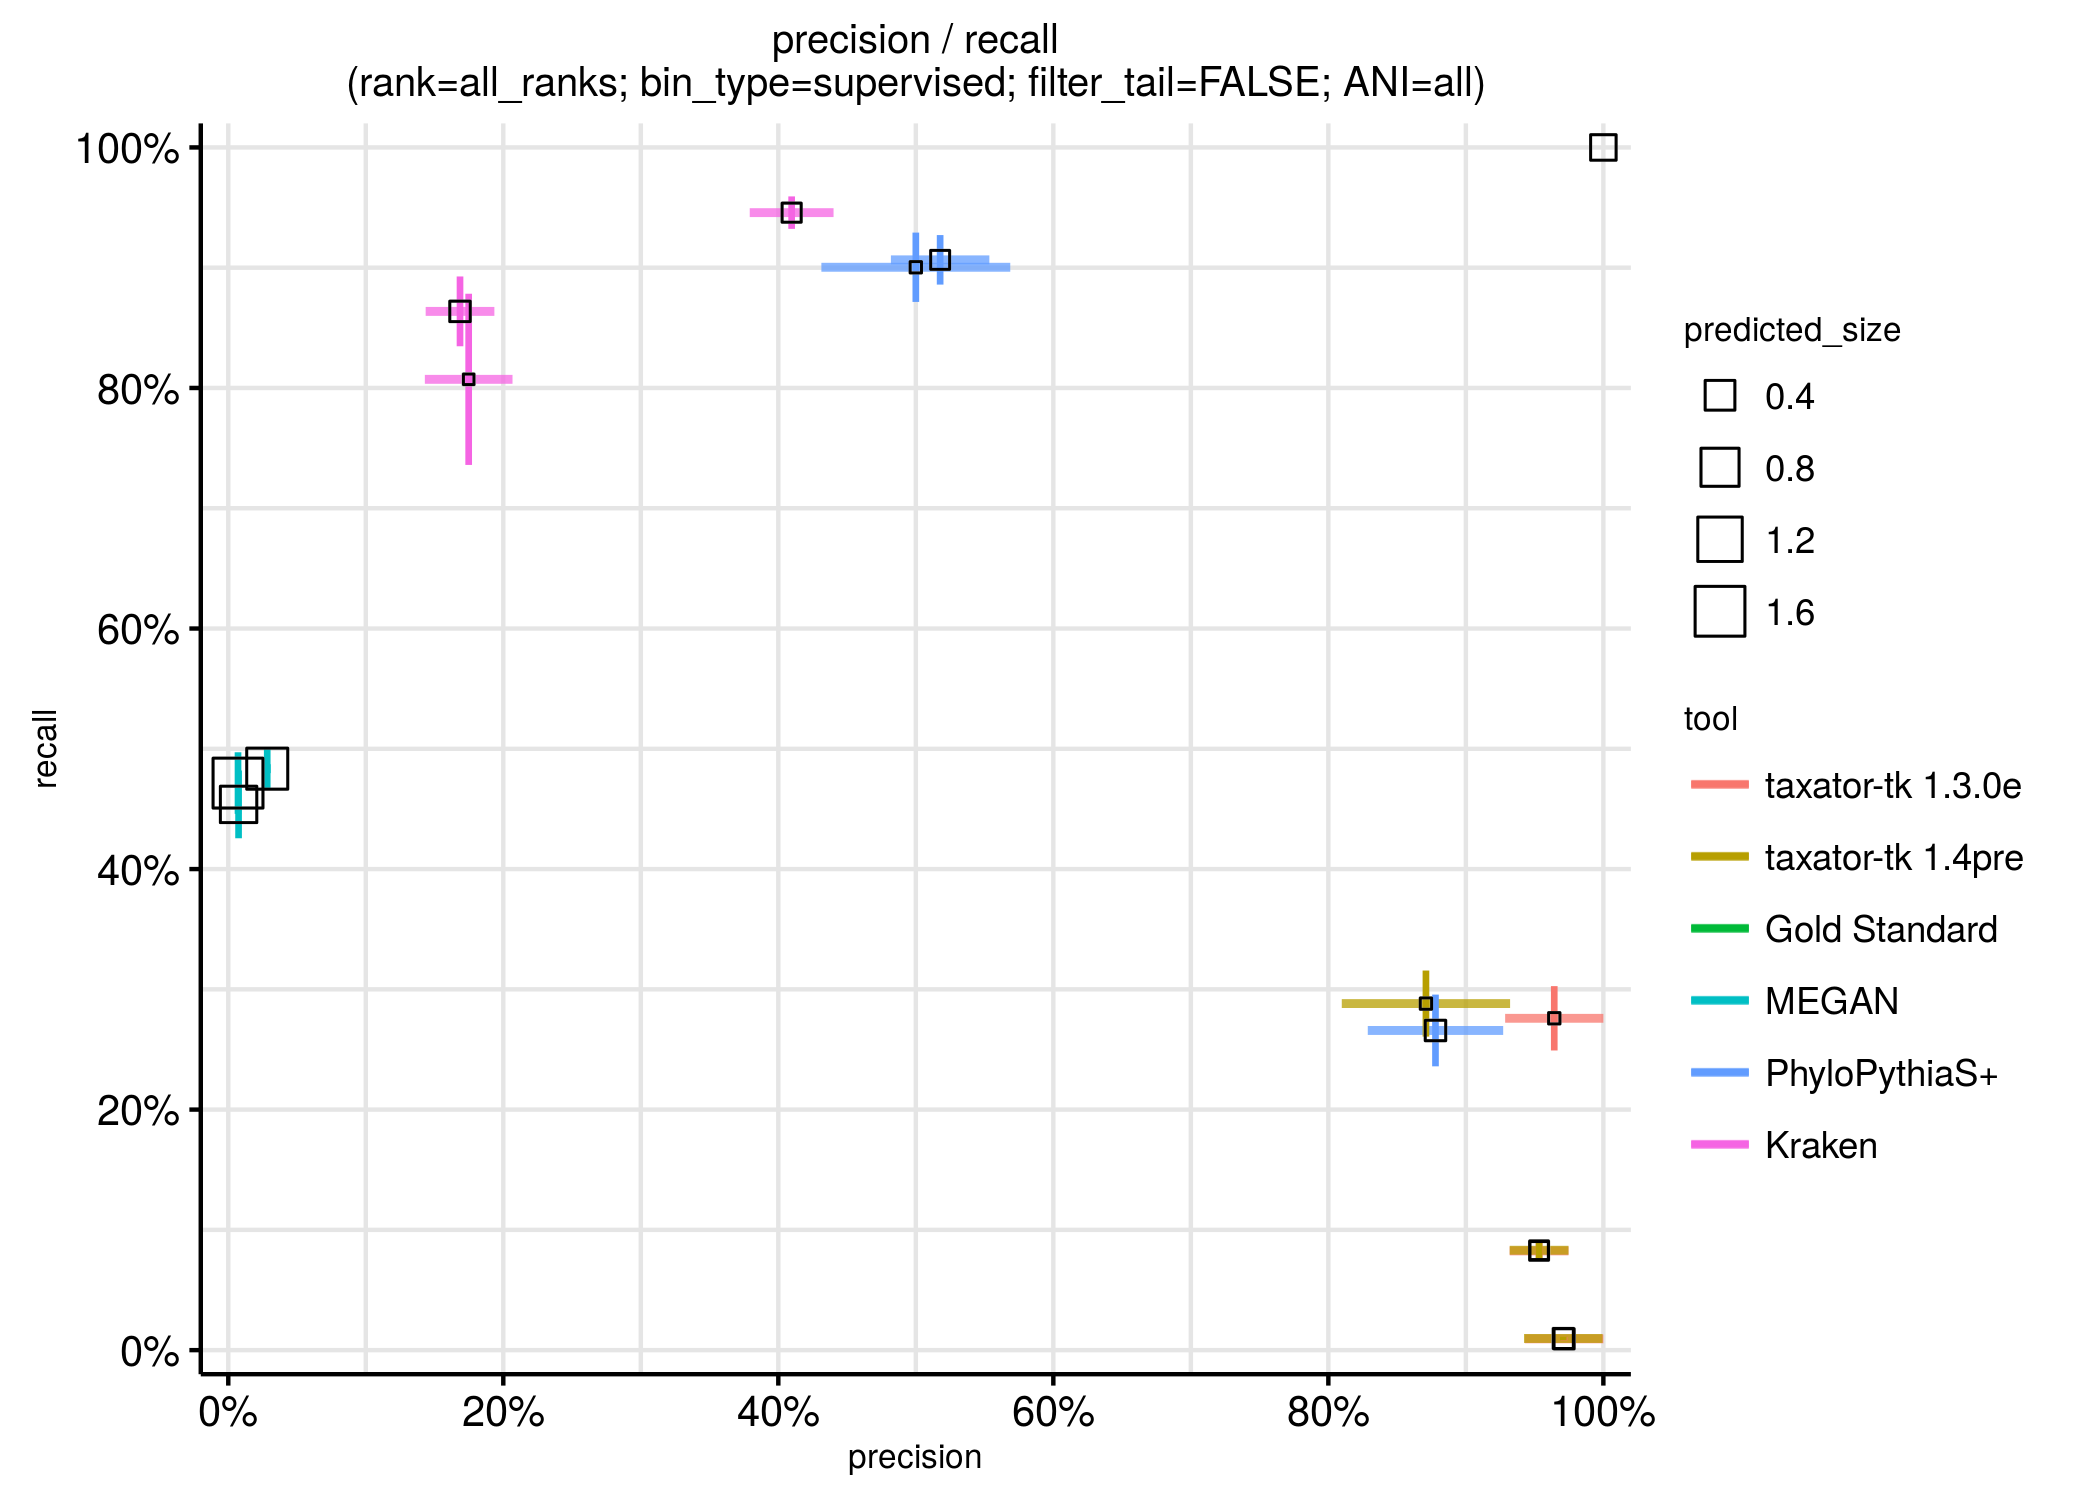 precision / recall
(rank=all_ranks; bin_type=supervised; filter_tail=FALSE; ANI=all)
100%
80%
60%
40%
20%
0%
recall
0%
20%
40%
60%
80%
100%
precision
predicted_size
0.4
0.8
1.2
1.6
tool
taxator-tk 1.3.0e
taxator-tk 1.4pre
Gold Standard
MEGAN
PhyloPythiaS+
Kraken